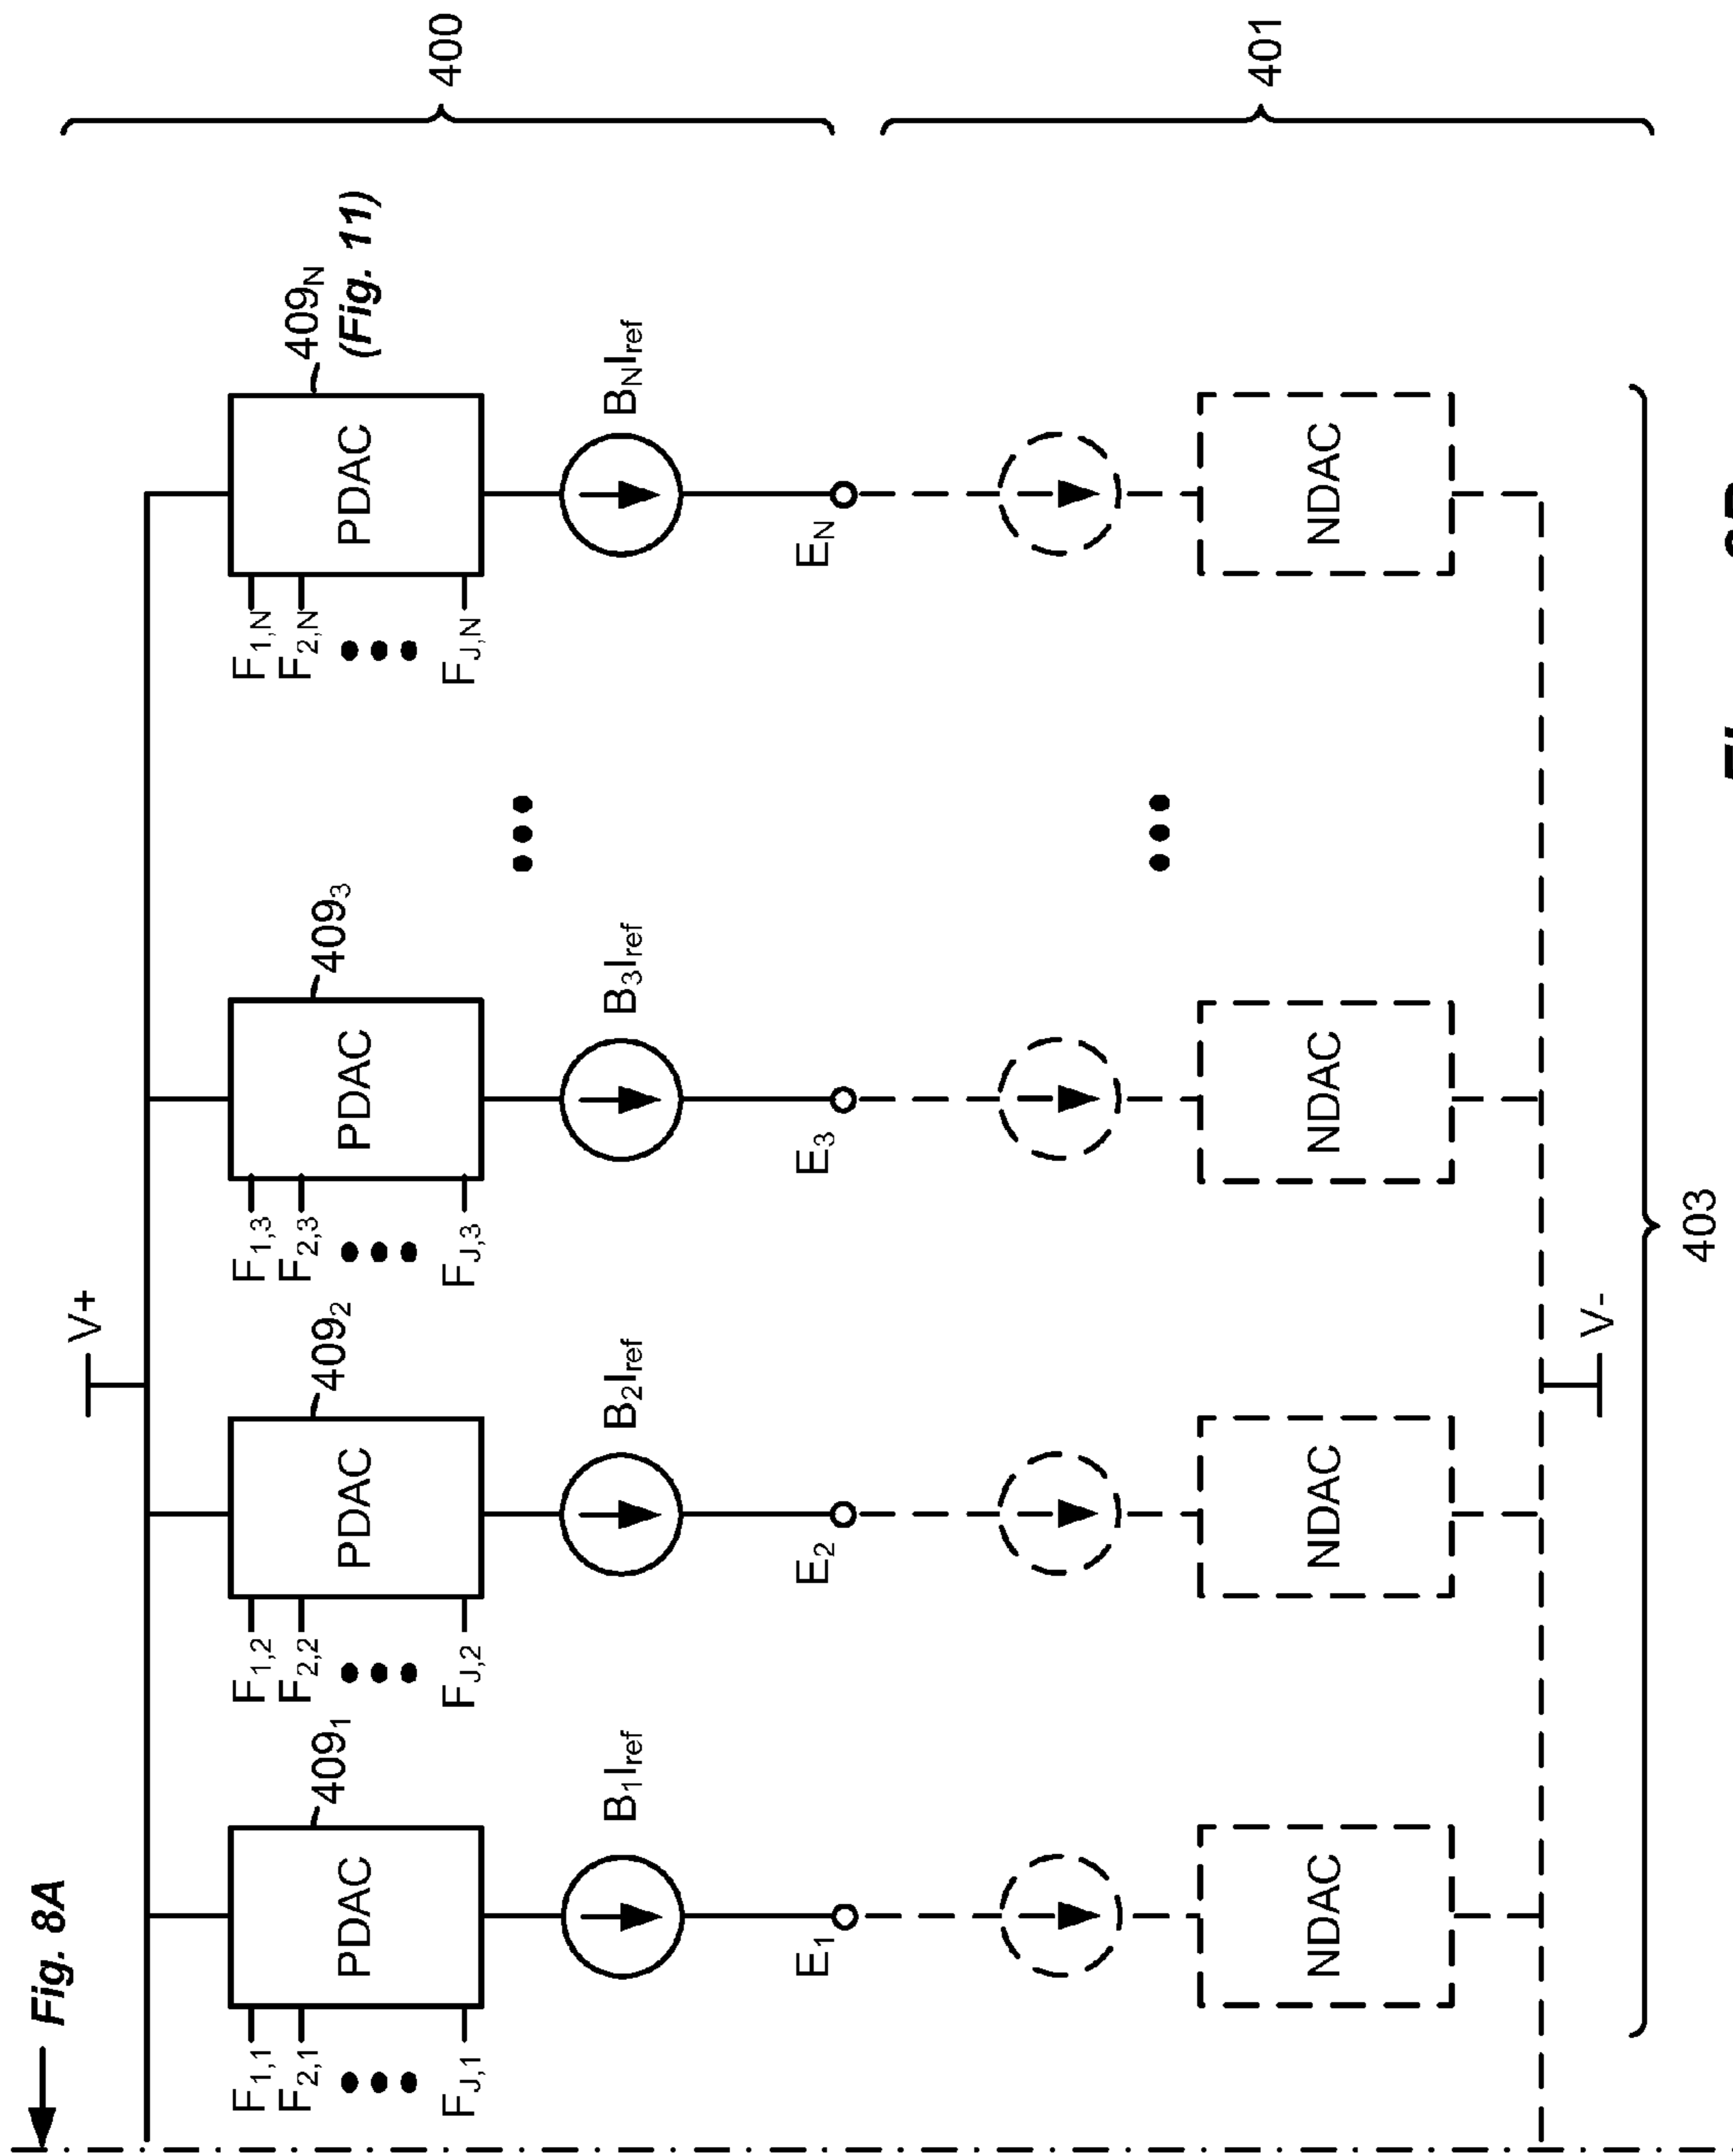 Fig. 8A
V+
409₁
409₂
409₃
409N
(Fig. 11)
F₁,₁
F₂,₁
FJ,₁
PDAC
F₁,₂
F₂,₂
FJ,₂
PDAC
F₁,₃
F₂,₃
FJ,₃
PDAC
F₁,N
F₂,N
FJ,N
PDAC
400
B₁Iref
B₂Iref
B₃Iref
BNIref
E₁
E₂
E₃
EN
NDAC
NDAC
NDAC
NDAC
401
V-
403